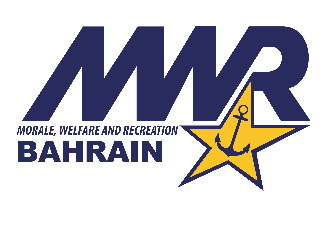 MWR
MORALE, WELFARE AND RECREATION
BAHRAIN